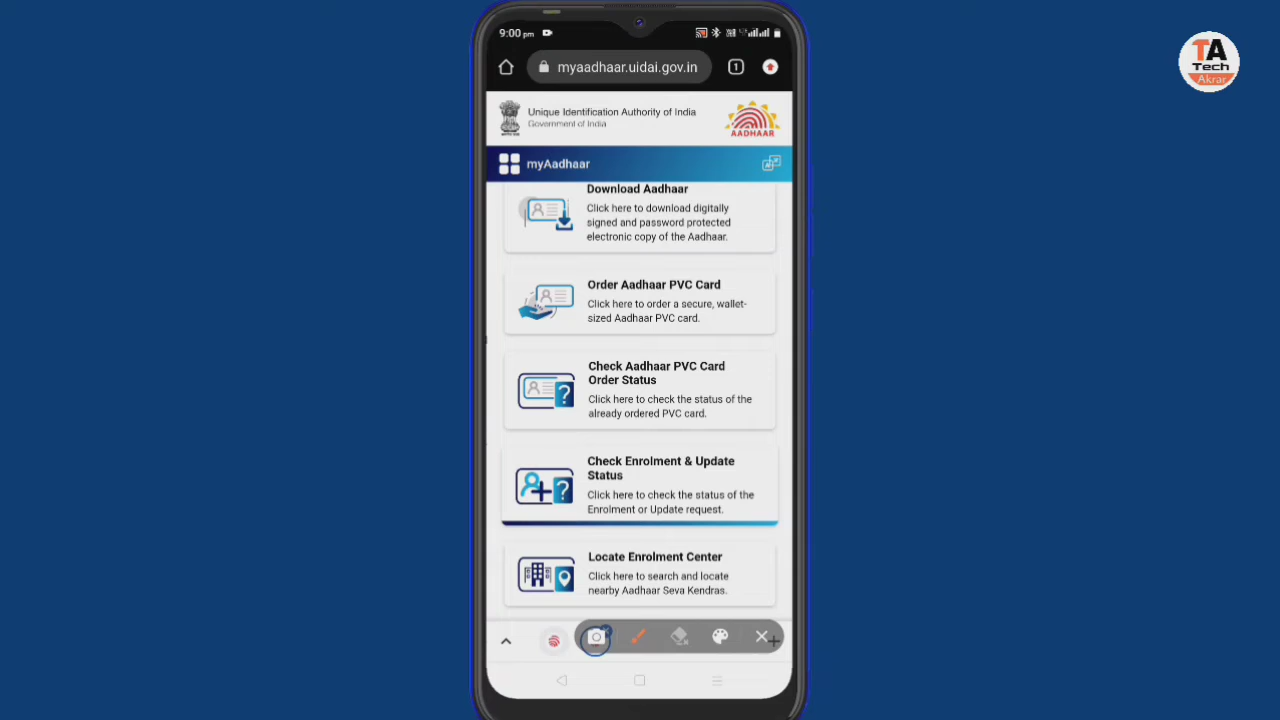 9:00 pm
myaadhaar.uidai.gov.in
1
Unique Identification Authority of India
Government of India
AADHAAR
myAadhaar
Download Aadhaar
Click here to download digitally
signed and password protected
electronic copy of the Aadhaar.
Order Aadhaar PVC Card
Click here to order a secure, wallet-
sized Aadhaar PVC card.
Check Aadhaar PVC Card
Order Status
Click here to check the status of the
already ordered PVC card.
Check Enrolment & Update
Status
Click here to check the status of the
Enrolment or Update request.
Locate Enrolment Center
Click here to search and locate
nearby Aadhaar Seva Kendras.
TA
Tech
Akrar